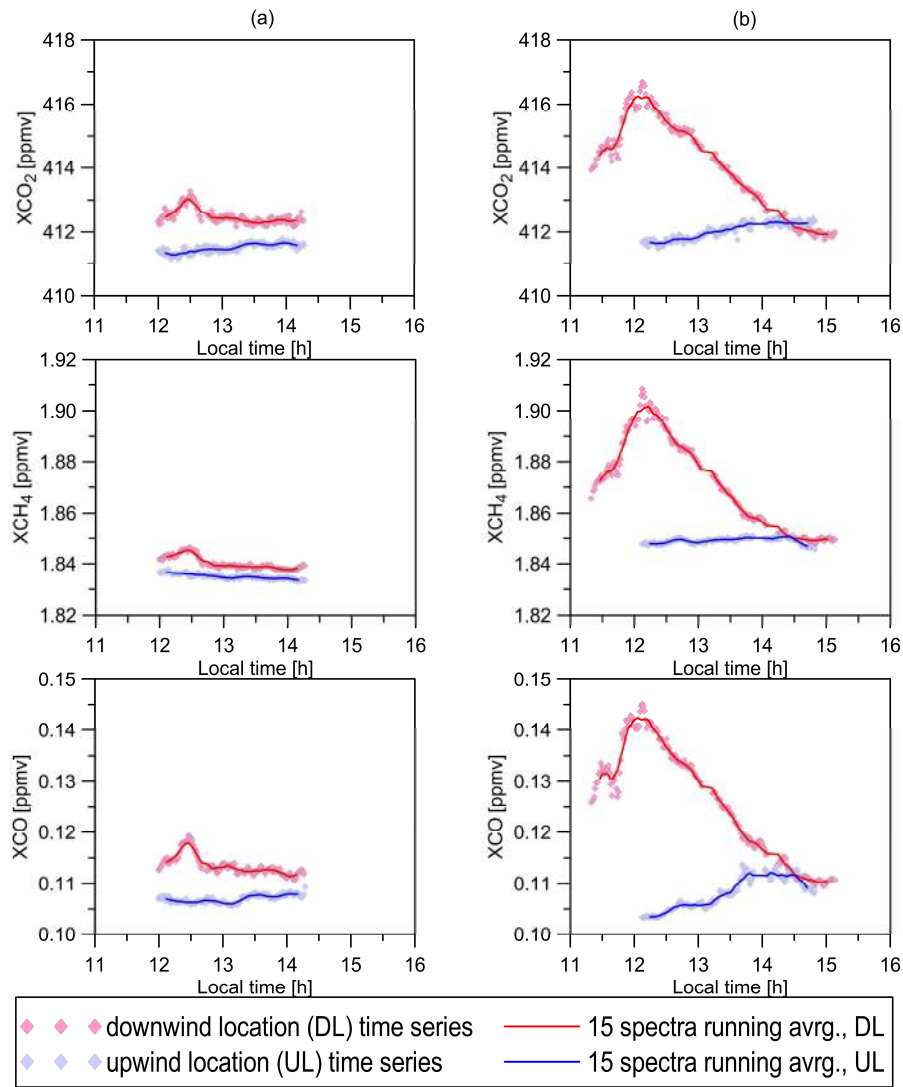 (a)
418
416
414
412
410
XCO2 [ppmv]
11 12 13 14 15 16
Local time [h]
1.92
1.90
1.88
1.86
1.84
1.82
XCH4 [ppmv]
11 12 13 14 15 16
Local time [h]
0.15
0.14
0.13
0.12
0.11
0.10
XCO [ppmv]
11 12 13 14 15 16
Local time [h]
(b)
418
416
414
412
410
XCO2 [ppmv]
11 12 13 14 15 16
Local time [h]
1.92
1.90
1.88
1.86
1.84
1.82
XCH4 [ppmv]
11 12 13 14 15 16
Local time [h]
0.15
0.14
0.13
0.12
0.11
0.10
XCO [ppmv]
11 12 13 14 15 16
Local time [h]
downwind location (DL) time series
15 spectra running avrg., DL
upwind location (UL) time series
15 spectra running avrg., UL